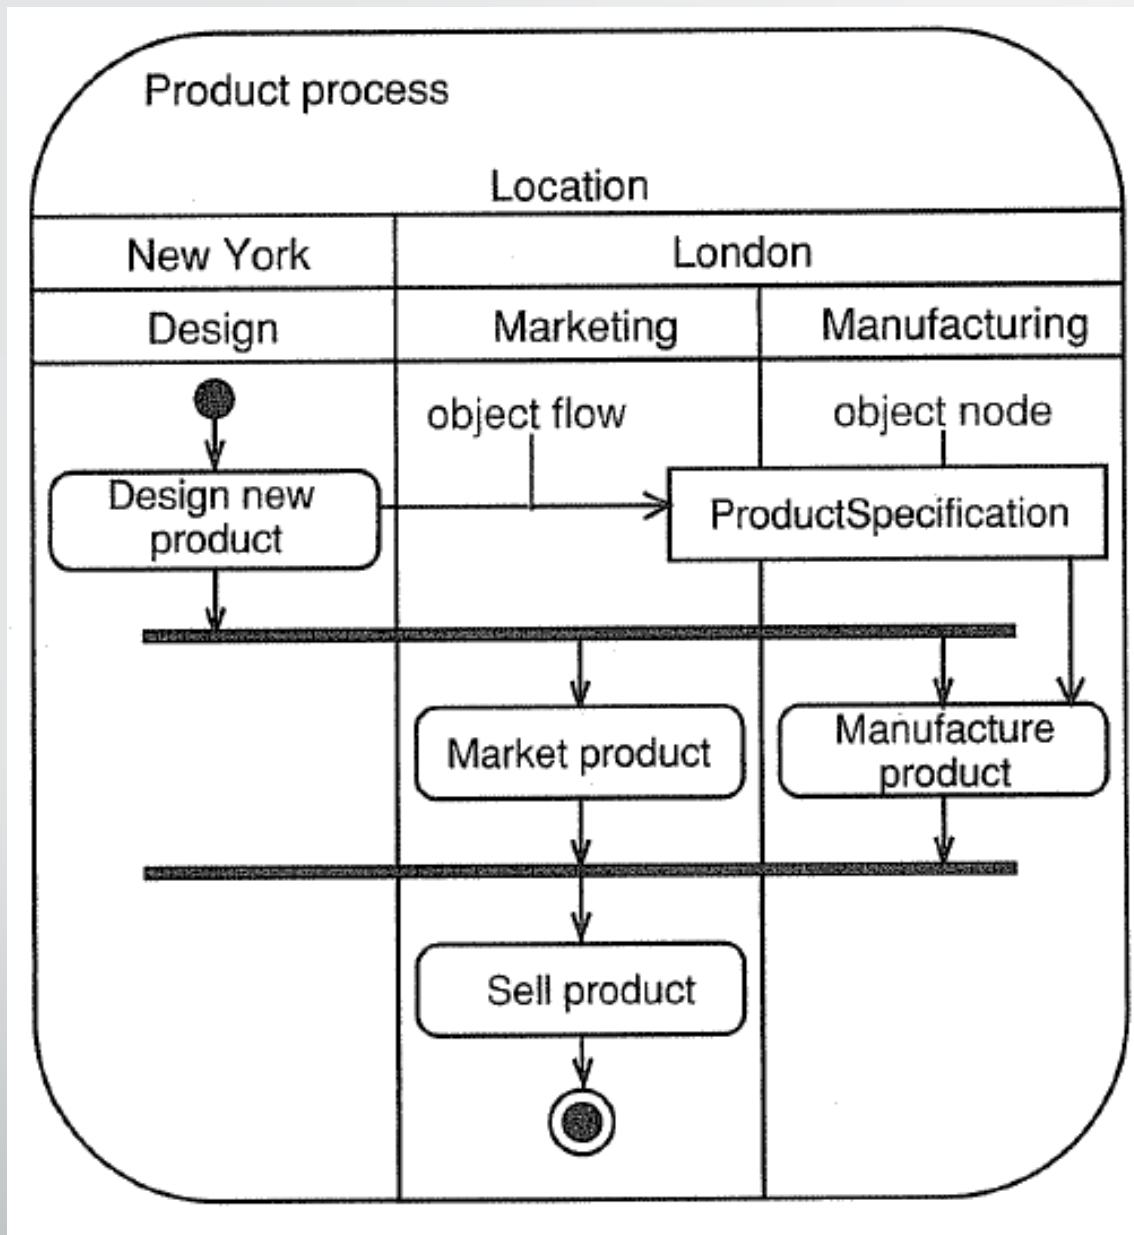 Product process
Location
New York
London
Design
Marketing
Manufacturing
object flow
object node
Design new
product
ProductSpecification
Market product
Manufacture
product
Sell product